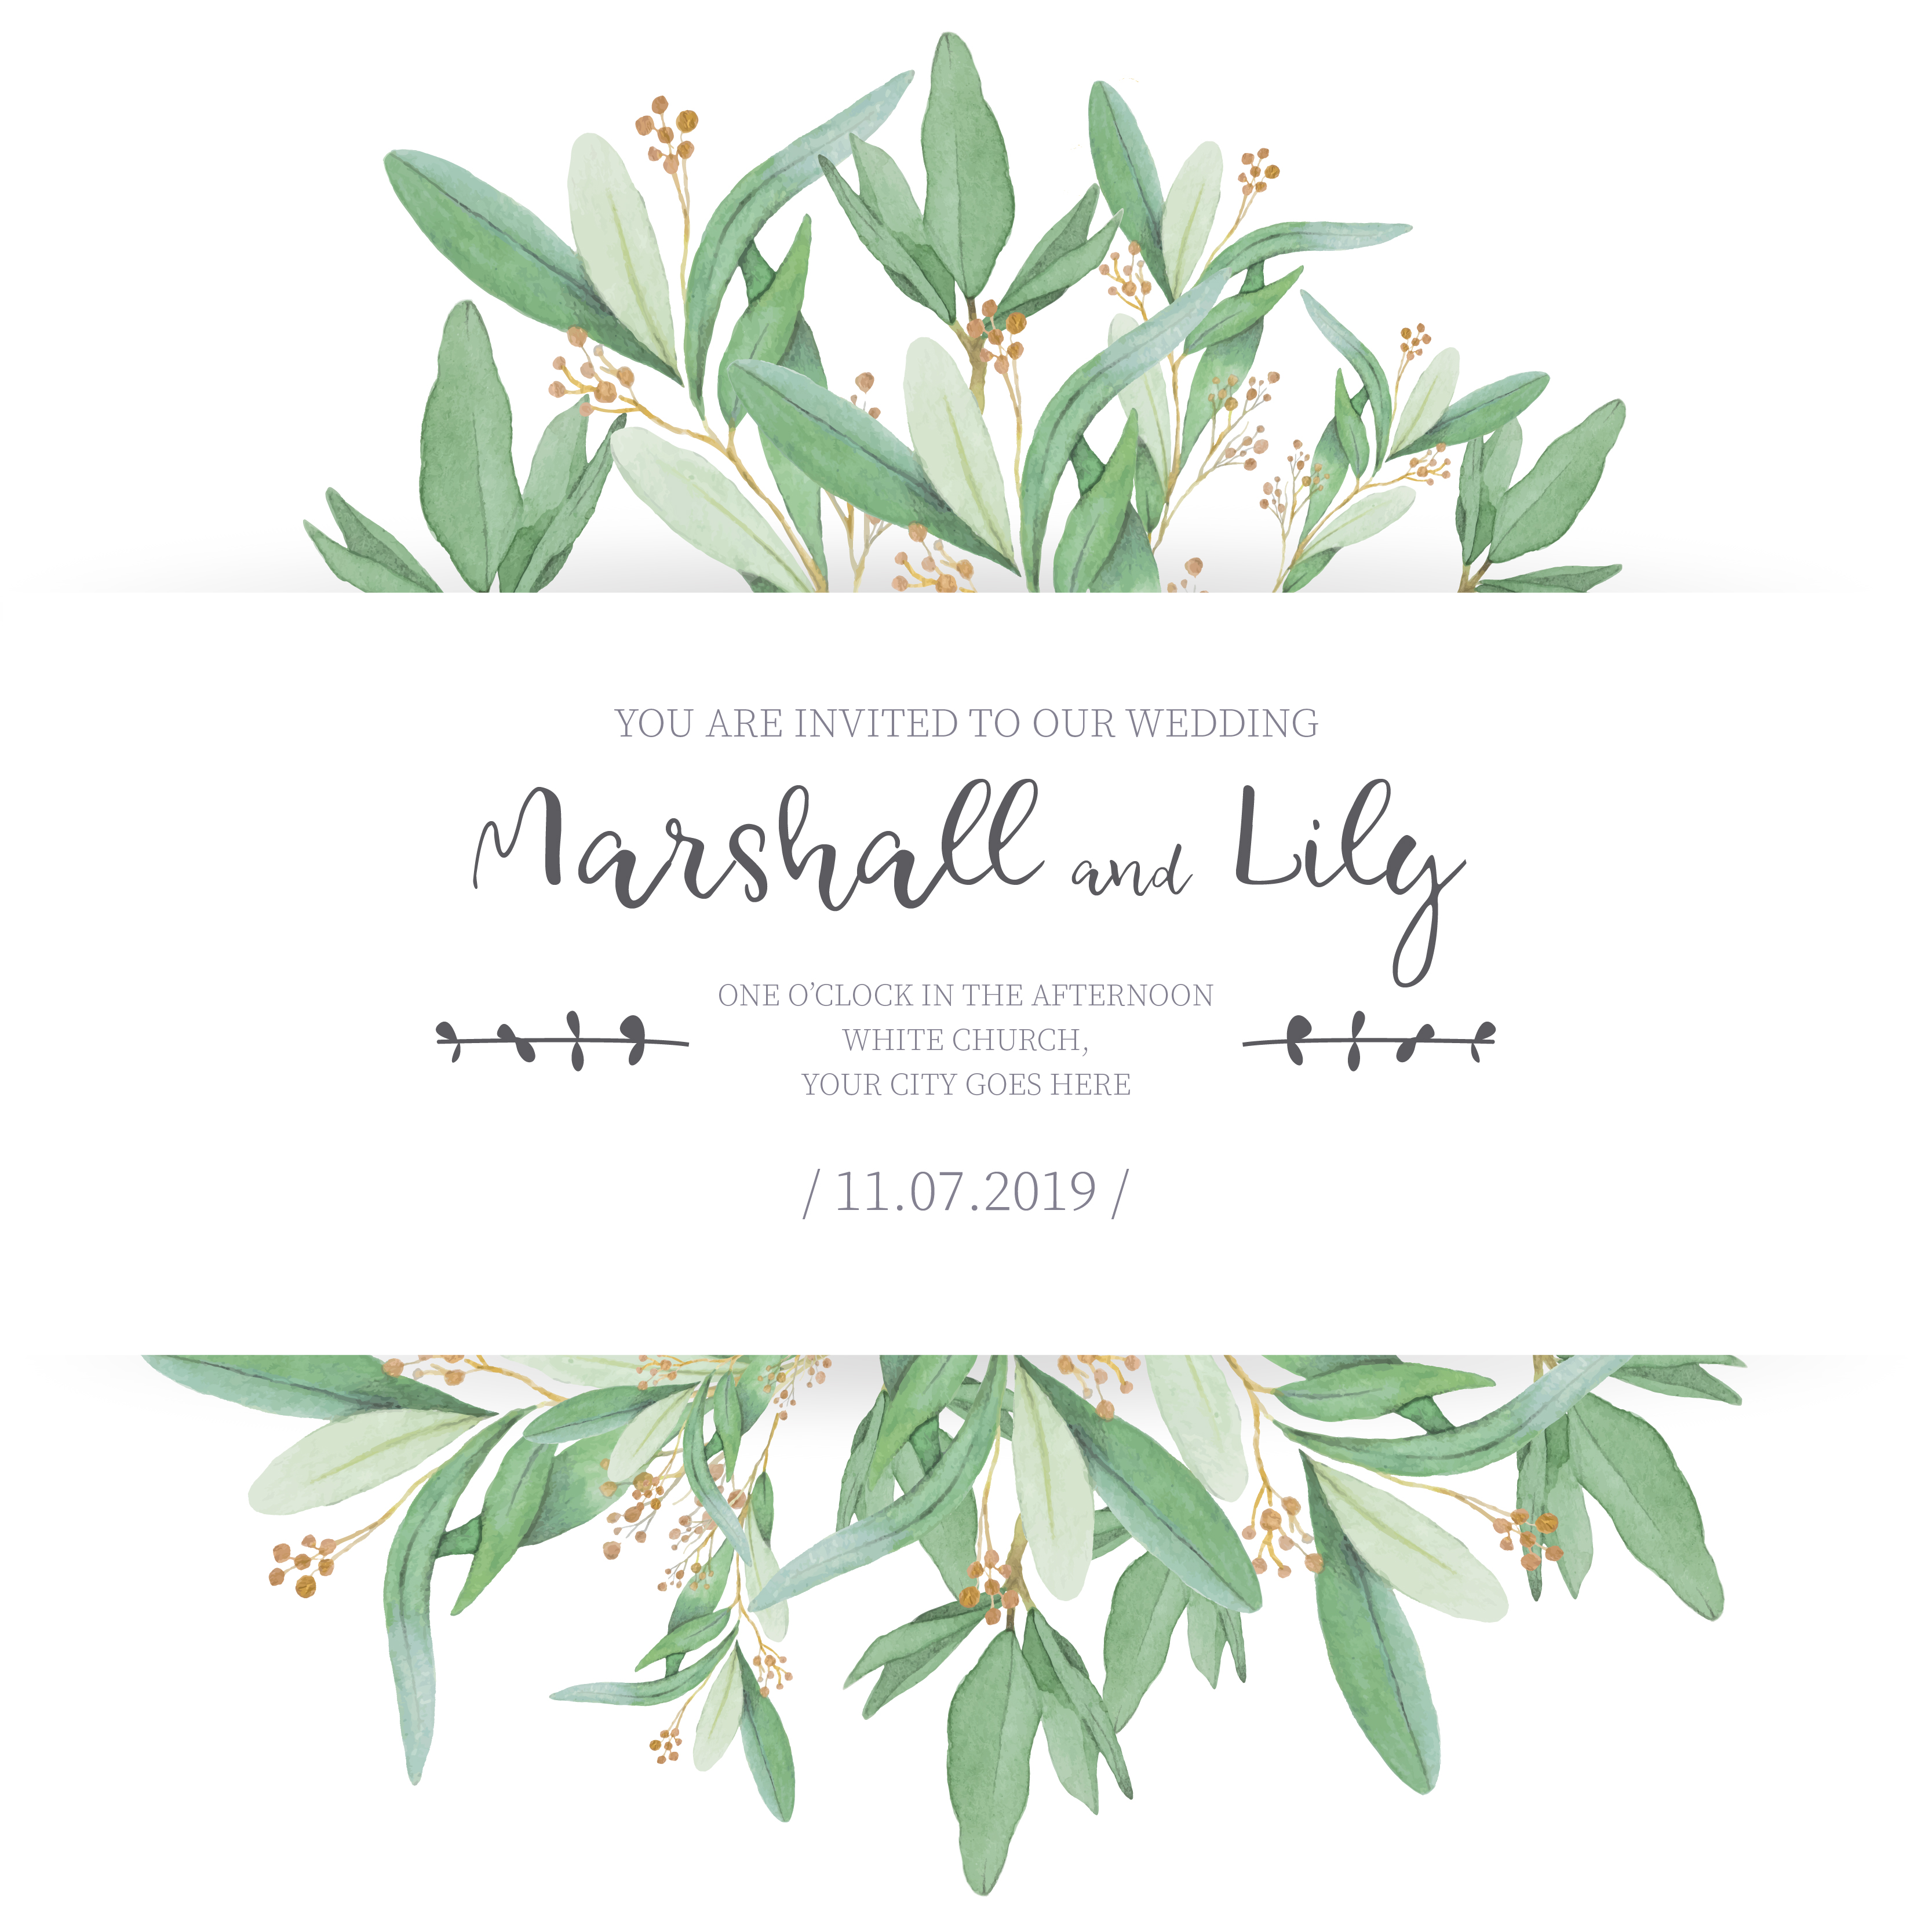 YOU ARE INVITED TO OUR WEDDING
Marshall and Lily
ONE O’CLOCK IN THE AFTERNOON
WHITE CHURCH,
YOUR CITY GOES HERE
/ 11.07.2019 /